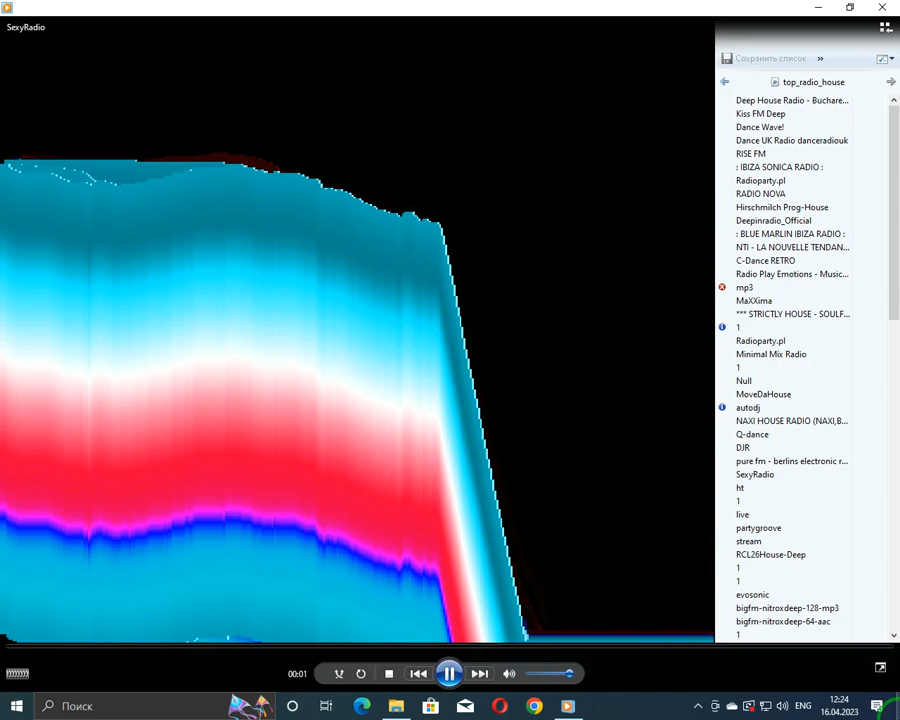 SexyRadio
Сохранить список »
top_radio_house
Deep House Radio - Buchare...
Kiss FM Deep
Dance Wave!
Dance UK Radio danceradiouk
RISE FM
: IBIZA SONICA RADIO :
Radioparty.pl
RADIO NOVA
Hirschmilch Prog-House
Deepinradio_Official
: BLUE MARLIN IBIZA RADIO :
NTI - LA NOUVELLE TENDAN...
C-Dance RETRO
Radio Play Emotions - Music...
mp3
MaXXima
*** STRICTLY HOUSE - SOULF...
1
Radioparty.pl
Minimal Mix Radio
1
Null
MoveDaHouse
autodj
NAXI HOUSE RADIO (NAXI,B...
Q-dance
DJR
pure fm - berlins electronic r...
SexyRadio
ht
1
live
partygroove
stream
RCL26House-Deep
1
1
evosonic
bigfm-nitroxdeep-128-mp3
bigfm-nitroxdeep-64-aac
1
00:01
Поиск
ENG
12:24
16.04.2023